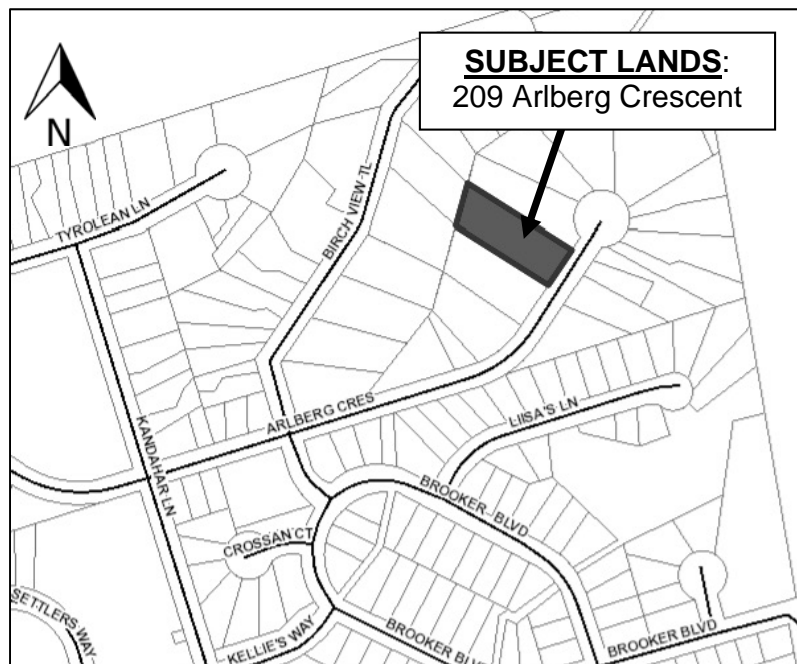 SUBJECT LANDS:
209 Arlberg Crescent
N
TYROLEAN LN
BIRCH VIEW TL
ARLBERG CRES
LIISA'S LN
KANDAHAR LN
BROOKER BLVD
CROSSAN CT
SETTLERS WAY
KELLIE'S WAY
BROOKER BLVD
BROOKER BLVD